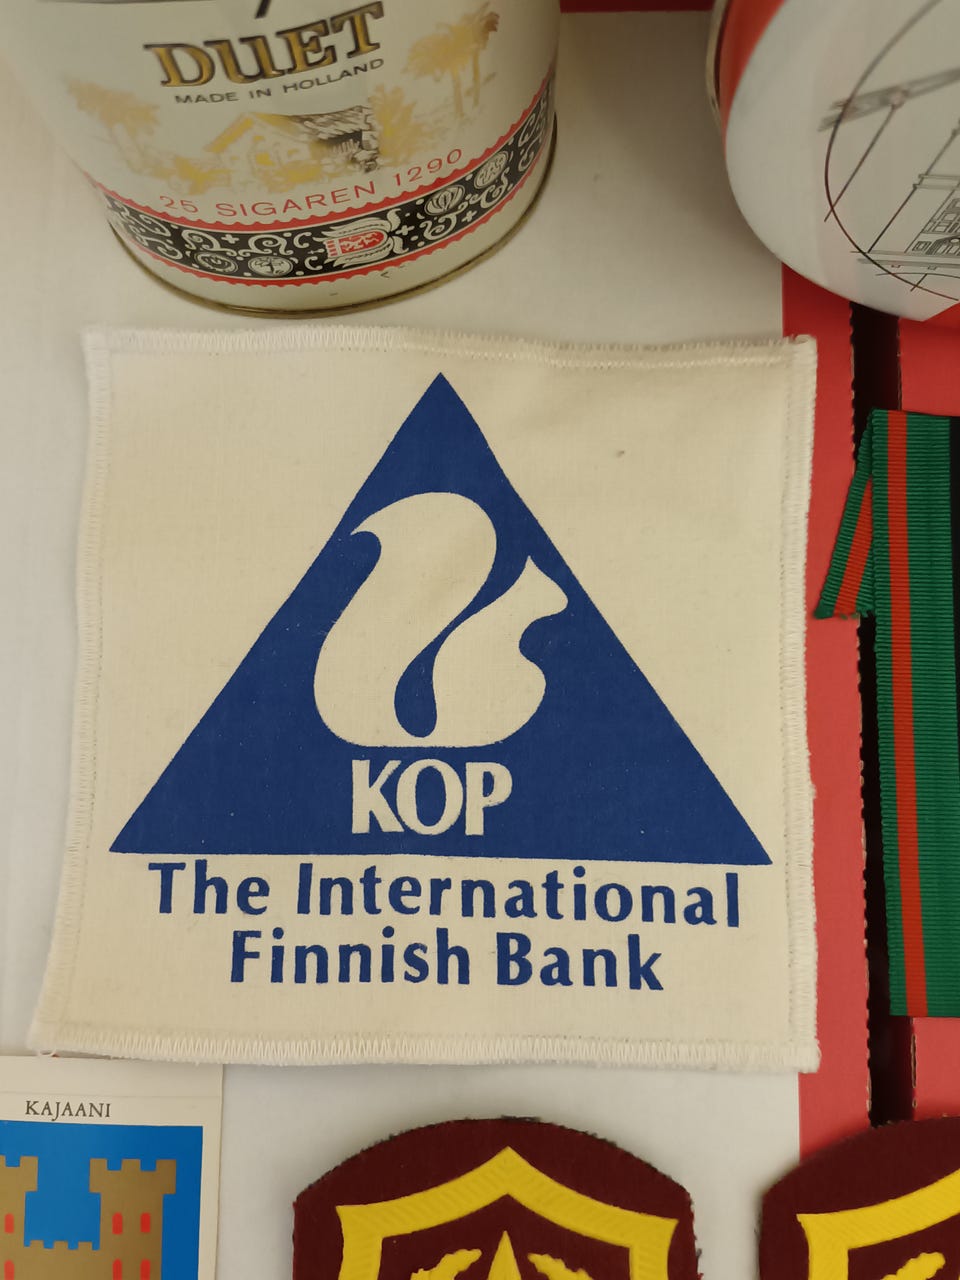 DUET
MADE IN HOLLAND
25 SIGAREN 1290
KOP
The International
Finnish Bank
KAJAANI